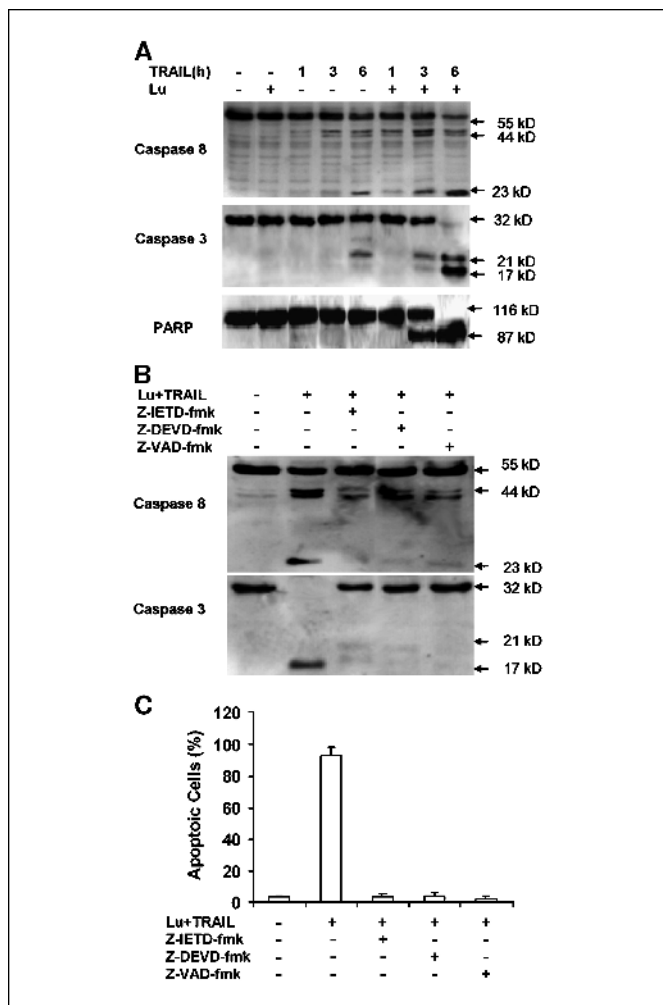 A
TRAIL(h) - - 1 3 6 1 3 6
Lu - + - - - + + +
Caspase 8
55 kD
44 kD
23 kD
Caspase 3
32 kD
21 kD
17 kD
PARP
116 kD
87 kD
B
Lu+TRAIL - + + + +
Z-IETD-fmk - - + - -
Z-DEVD-fmk - - - + -
Z-VAD-fmk - - - - +
Caspase 8
55 kD
44 kD
23 kD
Caspase 3
32 kD
21 kD
17 kD
C
Apoptoic Cells (%)
120
100
80
60
40
20
0
Lu+TRAIL - + + + +
Z-IETD-fmk - - + - -
Z-DEVD-fmk - - - + -
Z-VAD-fmk - - - - +